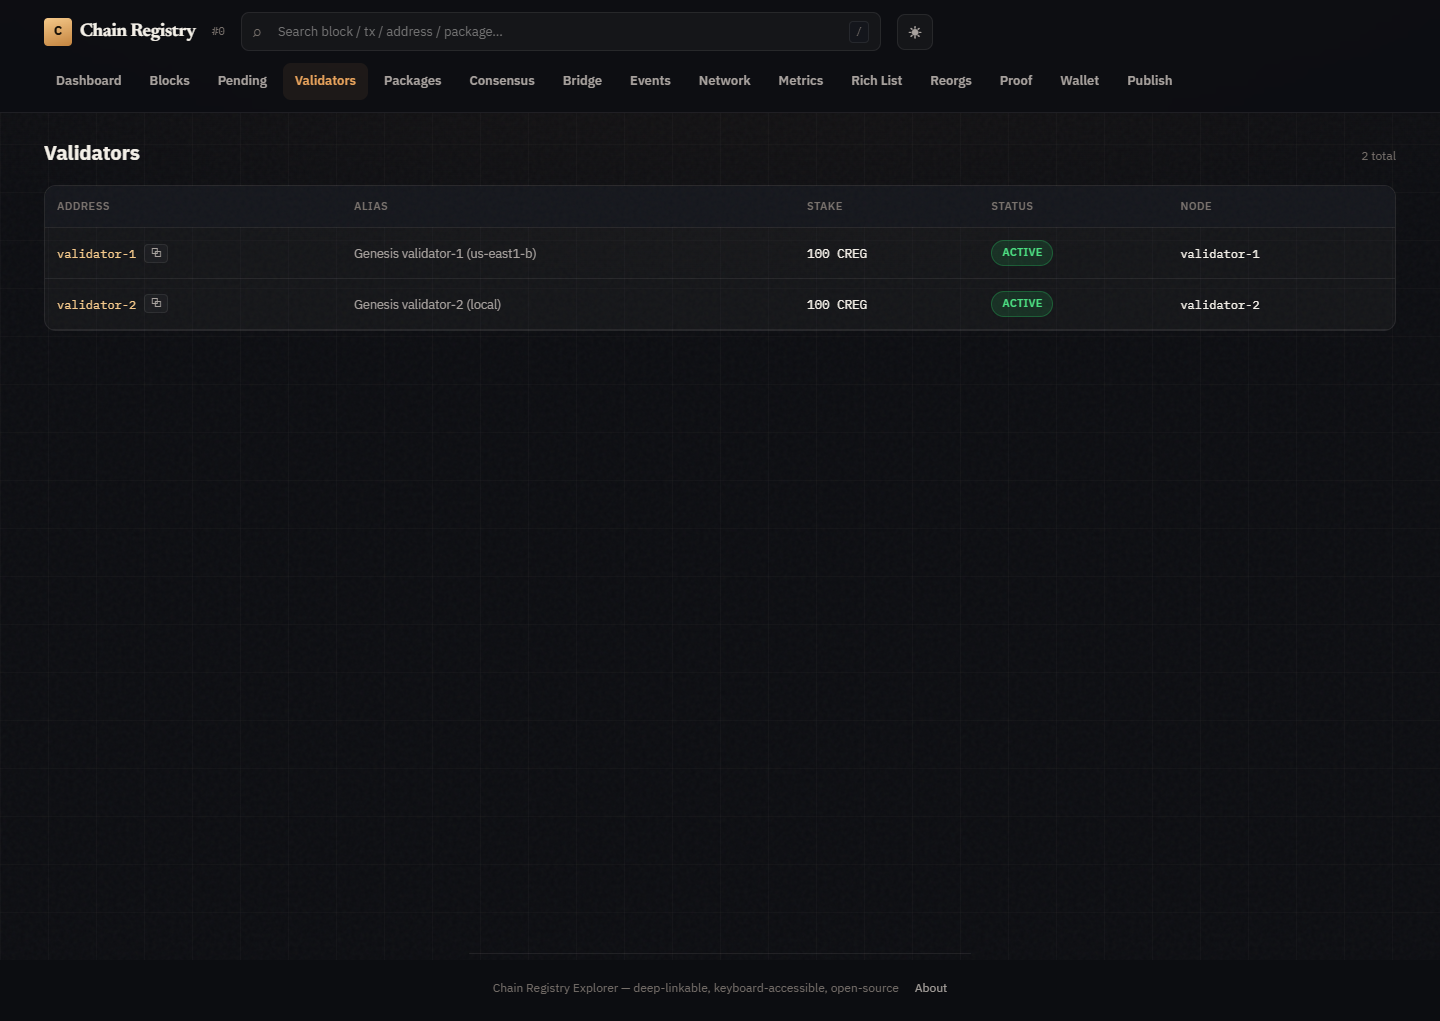 C Chain Registry #0 Search block / tx / address / package... /
Dashboard Blocks Pending Validators Packages Consensus Bridge Events Network Metrics Rich List Reorgs Proof Wallet Publish
Validators 2 total
ADDRESS ALIAS STAKE STATUS NODE
validator-1 Genesis validator-1 (us-east1-b) 100 CREG ACTIVE validator-1
validator-2 Genesis validator-2 (local) 100 CREG ACTIVE validator-2
Chain Registry Explorer — deep-linkable, keyboard-accessible, open-source About